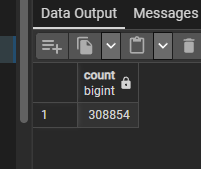 Data Output Messages
count
bigint
1 308854